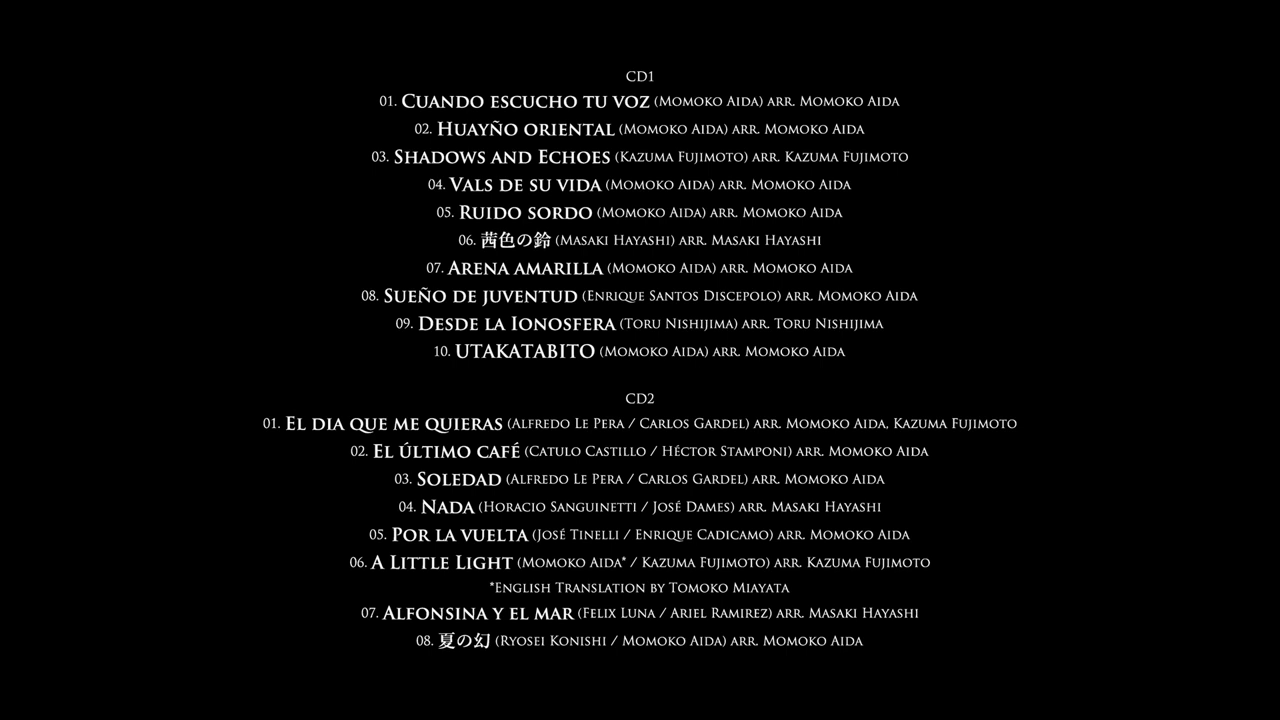 CD1
01. Cuando escucho tu voz (Momoko Aida) arr. Momoko Aida
02. Huayño oriental (Momoko Aida) arr. Momoko Aida
03. Shadows and Echoes (Kazuma Fujimoto) arr. Kazuma Fujimoto
04. Vals de su vida (Momoko Aida) arr. Momoko Aida
05. Ruido sordo (Momoko Aida) arr. Momoko Aida
06. 茜色の鈴 (Masaki Hayashi) arr. Masaki Hayashi
07. Arena amarilla (Momoko Aida) arr. Momoko Aida
08. Sueño de juventud (Enrique Santos Discepolo) arr. Momoko Aida
09. Desde la Ionosfera (Toru Nishijima) arr. Toru Nishijima
10. UTAKATABITO (Momoko Aida) arr. Momoko Aida
CD2
01. El dia que me quieras (Alfredo Le Pera / Carlos Gardel) arr. Momoko Aida, Kazuma Fujimoto
02. El último café (Catulo Castillo / Héctor Stamponi) arr. Momoko Aida
03. Soledad (Alfredo Le Pera / Carlos Gardel) arr. Momoko Aida
04. Nada (Horacio Sanguinetti / José Dames) arr. Masaki Hayashi
05. Por la vuelta (José Tinelli / Enrique Cadicamo) arr. Momoko Aida
06. A Little Light (Momoko Aida* / Kazuma Fujimoto) arr. Kazuma Fujimoto
*English Translation by Tomoko Miayata
07. Alfonsina y el mar (Felix Luna / Ariel Ramirez) arr. Masaki Hayashi
08. 夏の幻 (Ryosei Konishi / Momoko Aida) arr. Momoko Aida